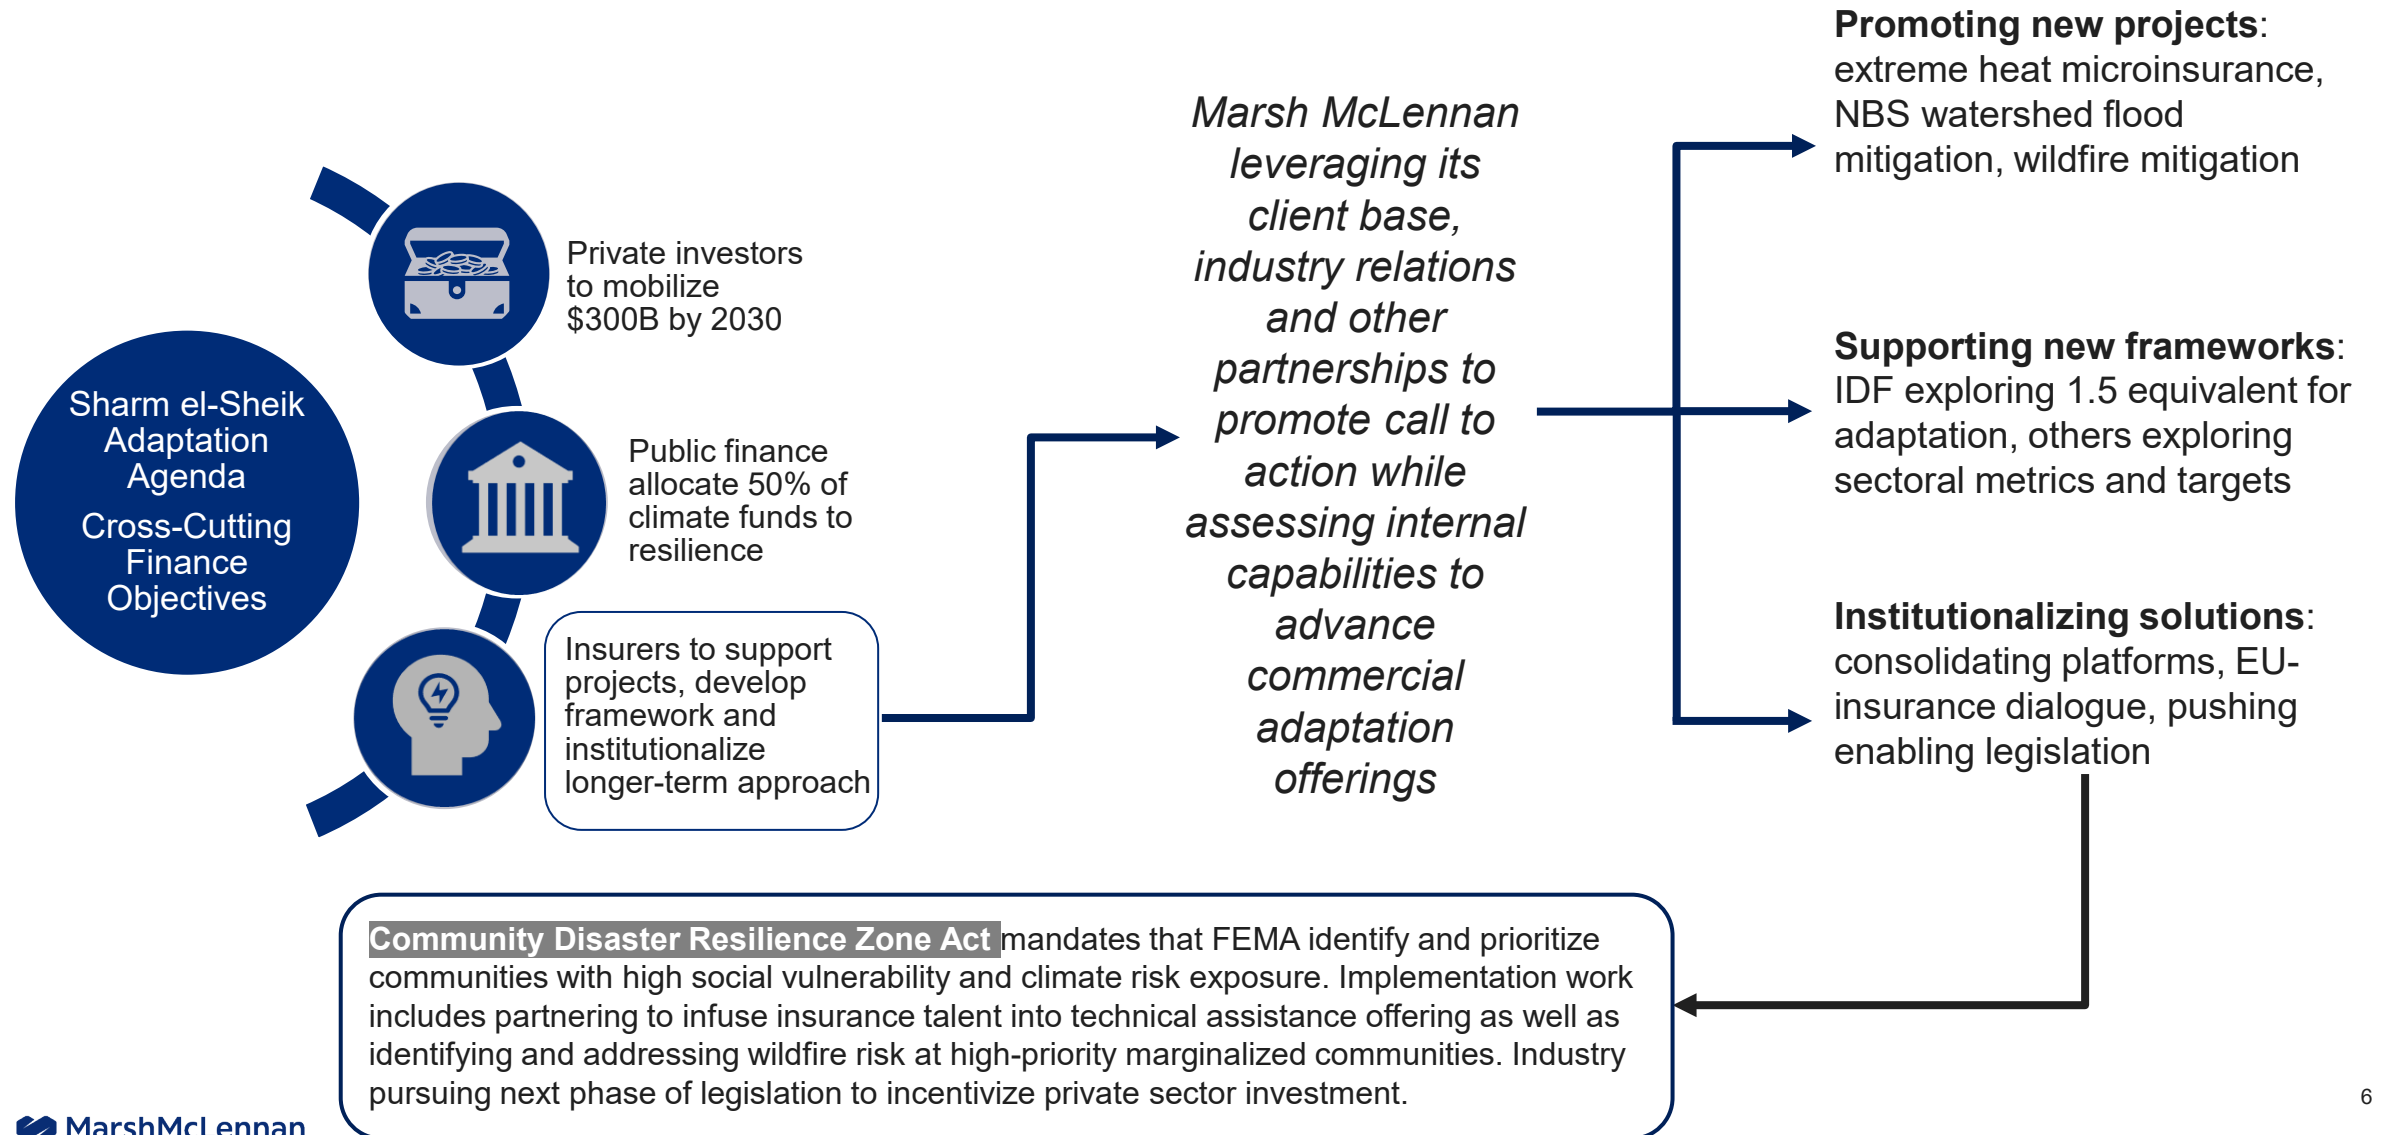 Sharm el-Sheik
Adaptation
Agenda
Cross-Cutting
Finance
Objectives
Private investors
to mobilize
$300B by 2030
Public finance
allocate 50% of
climate funds to
resilience
Insurers to support
projects, develop
framework and
institutionalize
longer-term approach
Marsh McLennan
leveraging its
client base,
industry relations
and other
partnerships to
promote call to
action while
assessing internal
capabilities to
advance
commercial
adaptation
offerings
Promoting new projects:
extreme heat microinsurance,
NBS watershed flood
mitigation, wildfire mitigation
Supporting new frameworks:
IDF exploring 1.5 equivalent for
adaptation, others exploring
sectoral metrics and targets
Institutionalizing solutions:
consolidating platforms, EU-
insurance dialogue, pushing
enabling legislation
Community Disaster Resilience Zone Act mandates that FEMA identify and prioritize
communities with high social vulnerability and climate risk exposure. Implementation work
includes partnering to infuse insurance talent into technical assistance offering as well as
identifying and addressing wildfire risk at high-priority marginalized communities. Industry
pursuing next phase of legislation to incentivize private sector investment.
MarshMcLennan
6